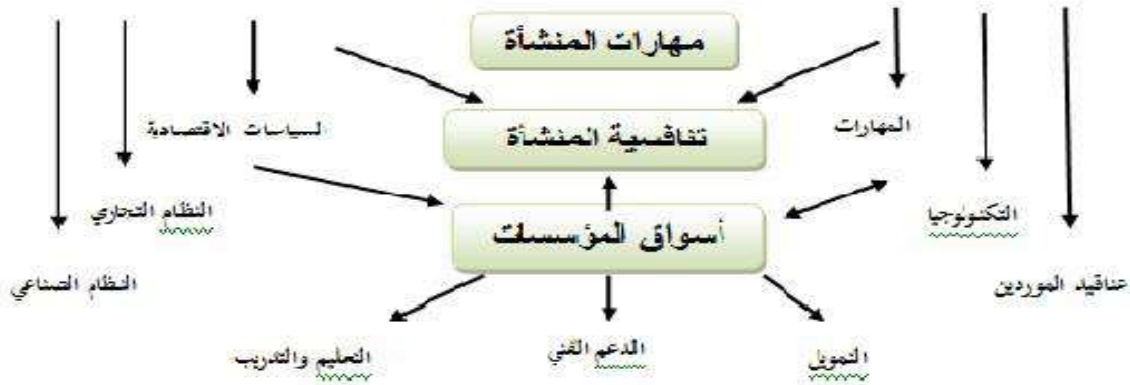 مهارات المنشأة
السياسات الاقتصادية
تنافسية المنشأة
المهارات
النظام التجاري
أسواق المؤسسات
التكنولوجيا
النظام الصناعي
عناقيد الموردين
التعليم والتدريب
الدعم الفني
التمويل